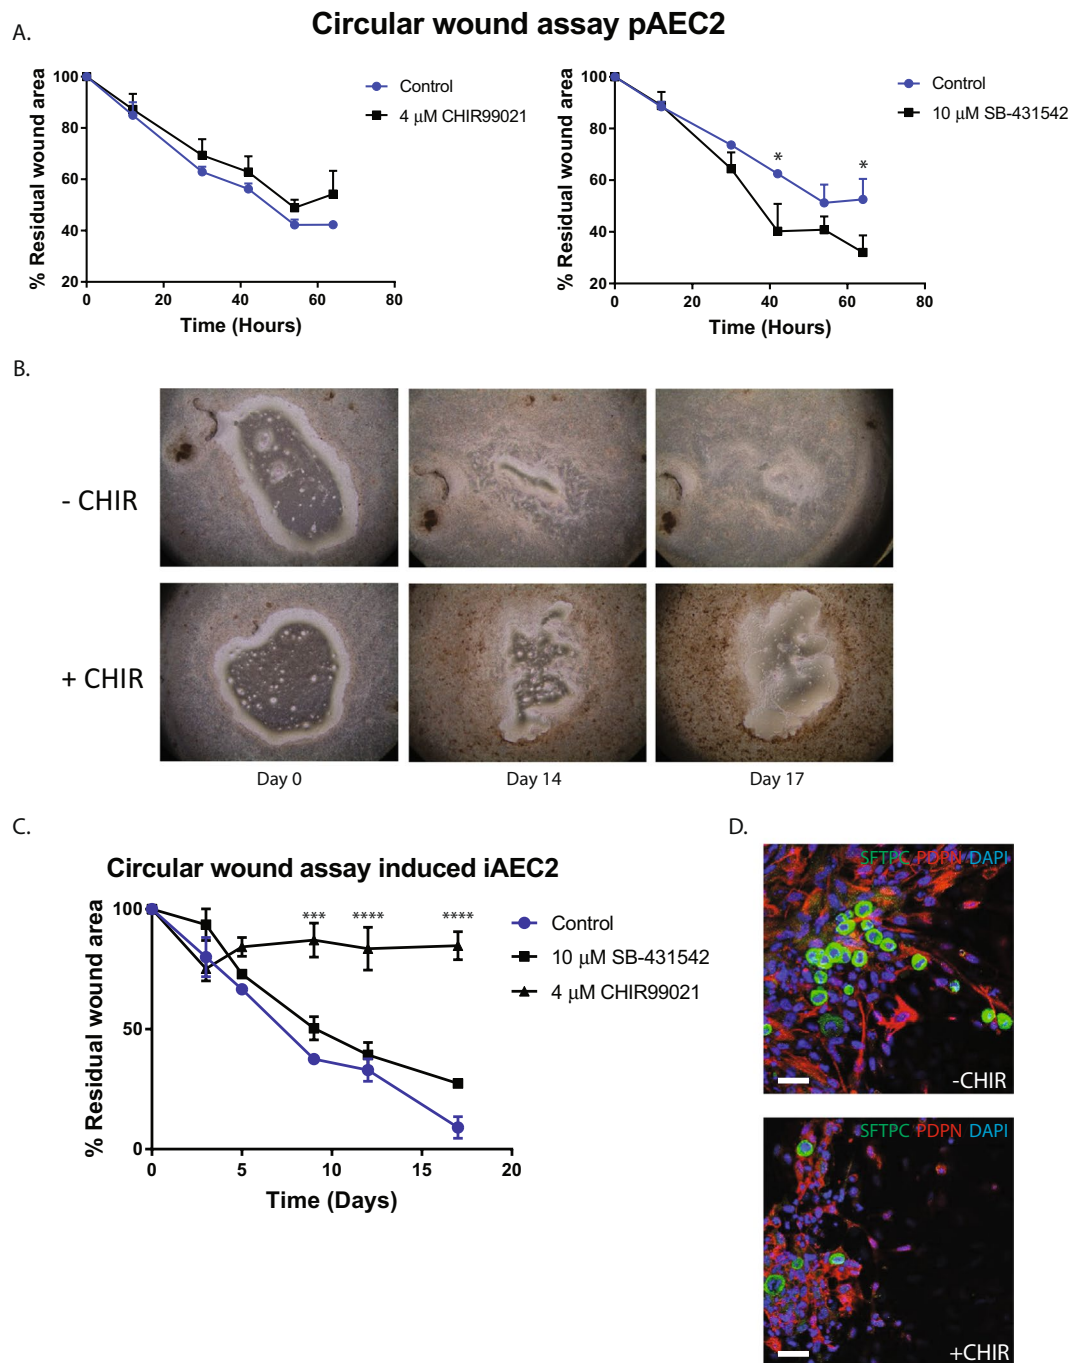 A.
Circular wound assay pAEC2
% Residual wound area
100
80
60
40
20
0
20
40
60
80
Time (Hours)
Control
4 μM CHIR99021
% Residual wound area
100
80
60
40
20
0
20
40
60
80
Time (Hours)
*
*
Control
10 μM SB-431542
B.
- CHIR
+ CHIR
Day 0
Day 14
Day 17
C.
Circular wound assay induced iAEC2
% Residual wound area
100
50
0
0
5
10
15
20
Time (Days)
***
****
****
Control
10 μM SB-431542
4 μM CHIR99021
D.
SFTPC PDPN DAPI
-CHIR
SFTPC PDPN DAPI
+CHIR